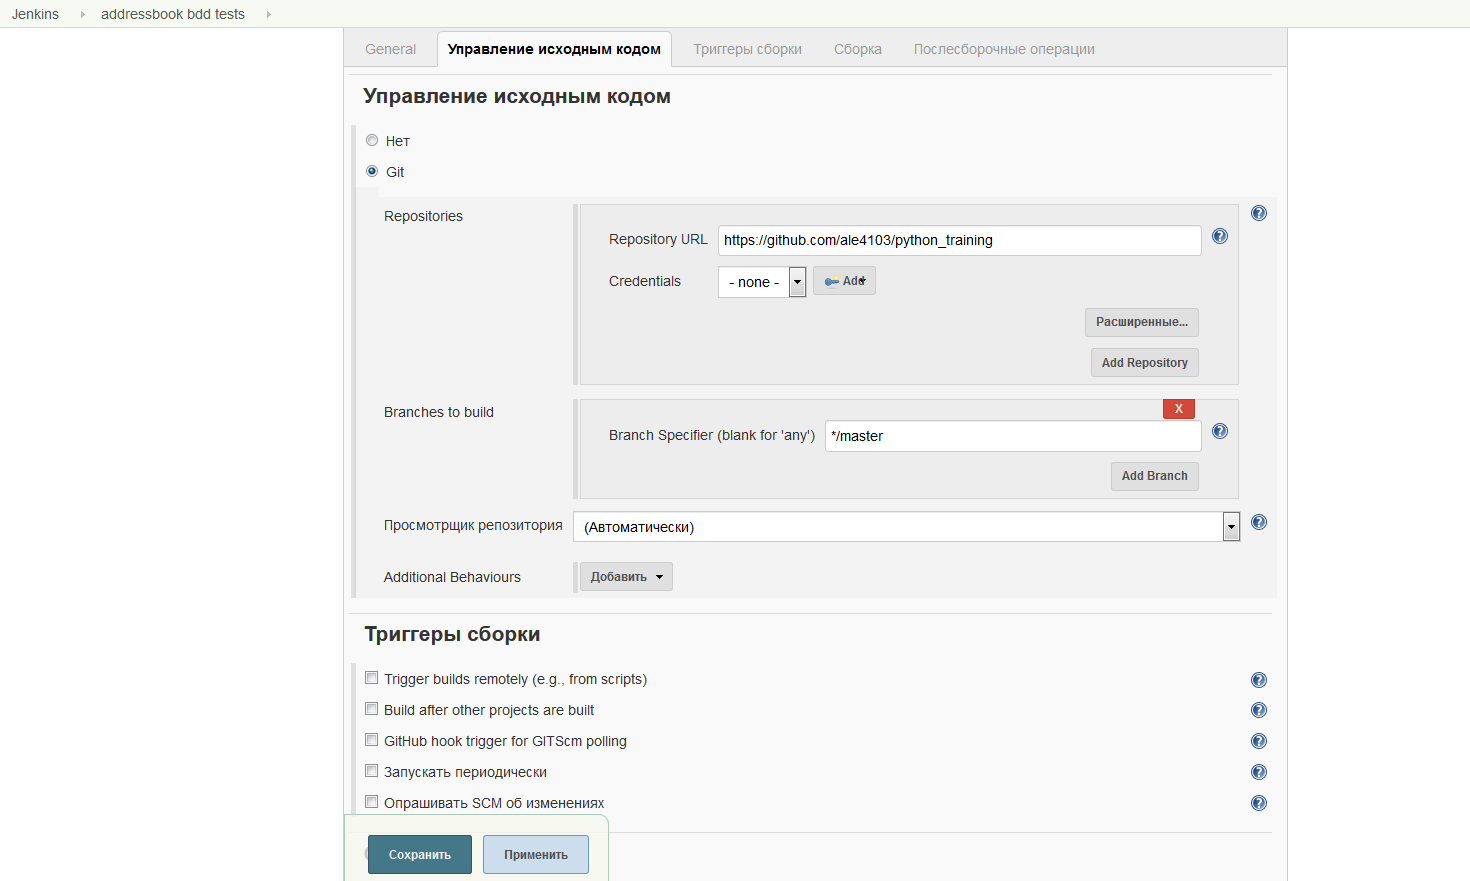 Jenkins addressbook bdd tests
General Управление исходным кодом Триггеры сборки Сборка Послесборочные операции
Управление исходным кодом
Нет
Git
Repositories
Repository URL https://github.com/ale4103/python_training
Credentials - none - Add
Расширенные...
Add Repository
Branches to build
X
Branch Specifier (blank for 'any') */master
Add Branch
Просмотрщик репозитория (Автоматически)
Additional Behaviours Добавить
Триггеры сборки
Trigger builds remotely (e.g., from scripts)
Build after other projects are built
GitHub hook trigger for GITScm polling
Запускать периодически
Опрашивать SCM об изменениях
Сохранить Применить